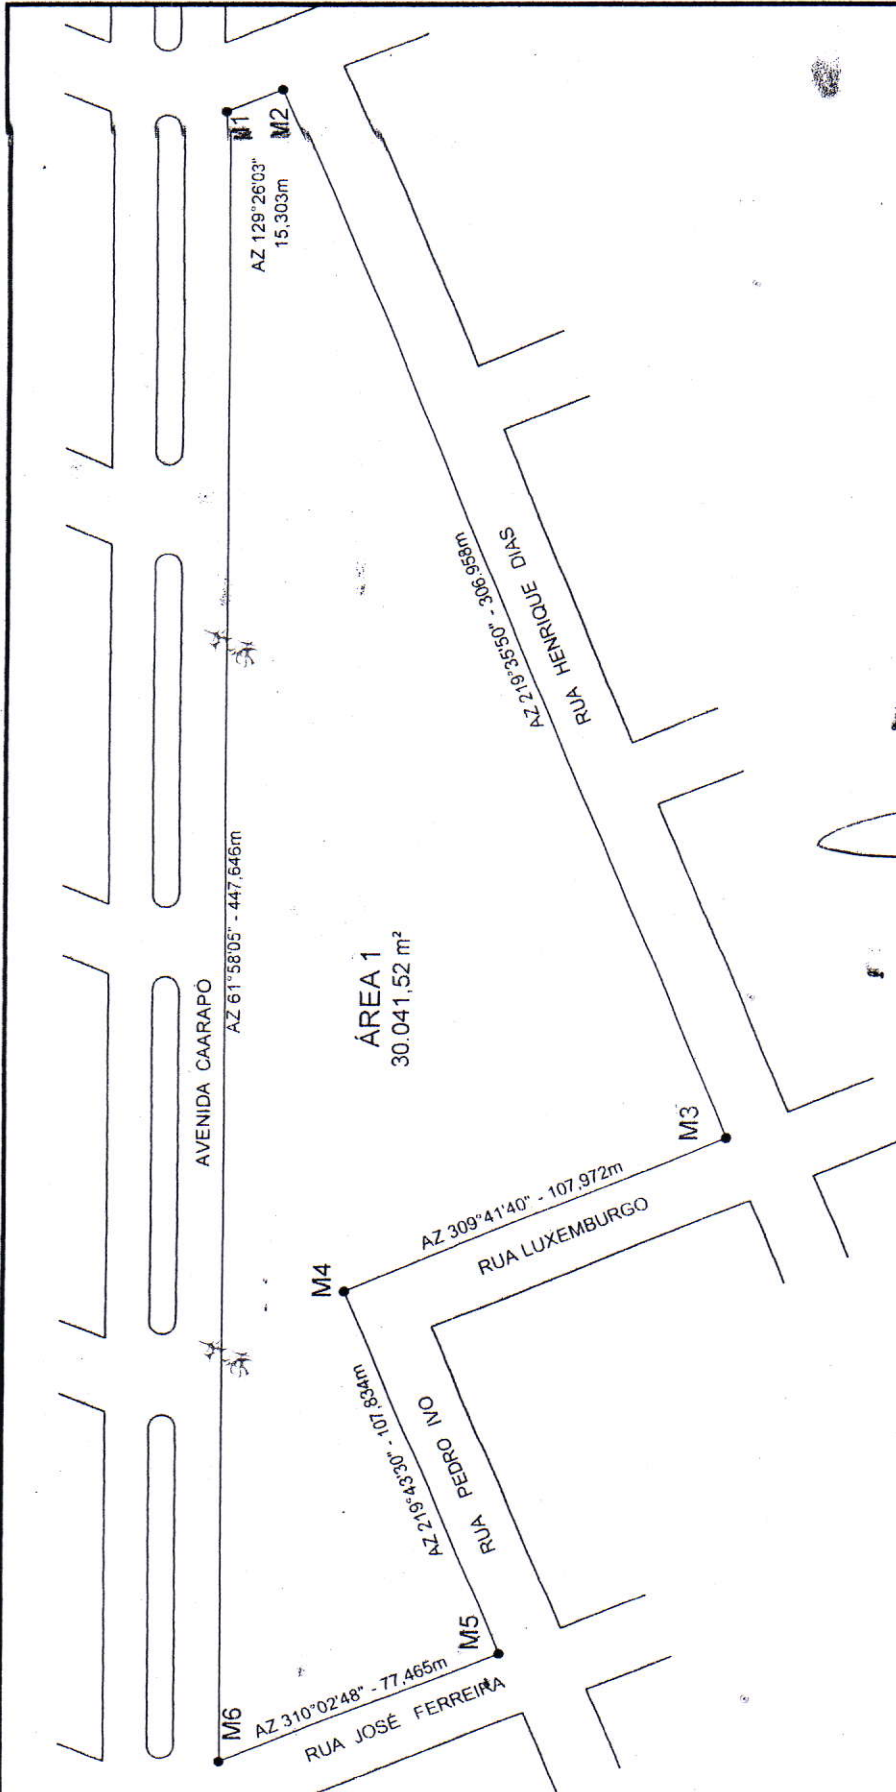 M1
M2
AZ 129°26'03"
15,303m
AZ 219°35'50" - 306,958m
RUA HENRIQUE DIAS
AVENIDA CAARAPÓ
AZ 61°58'05" - 447,646m
ÁREA 1
30.041,52 m²
M3
AZ 309°41'40" - 107,972m
RUA LUXEMBURGO
M4
AZ 219°43'30" - 107,834m
RUA PEDRO IVO
M5
AZ 310°02'48" - 77,465m
RUA JOSÉ FERREIRA
M6